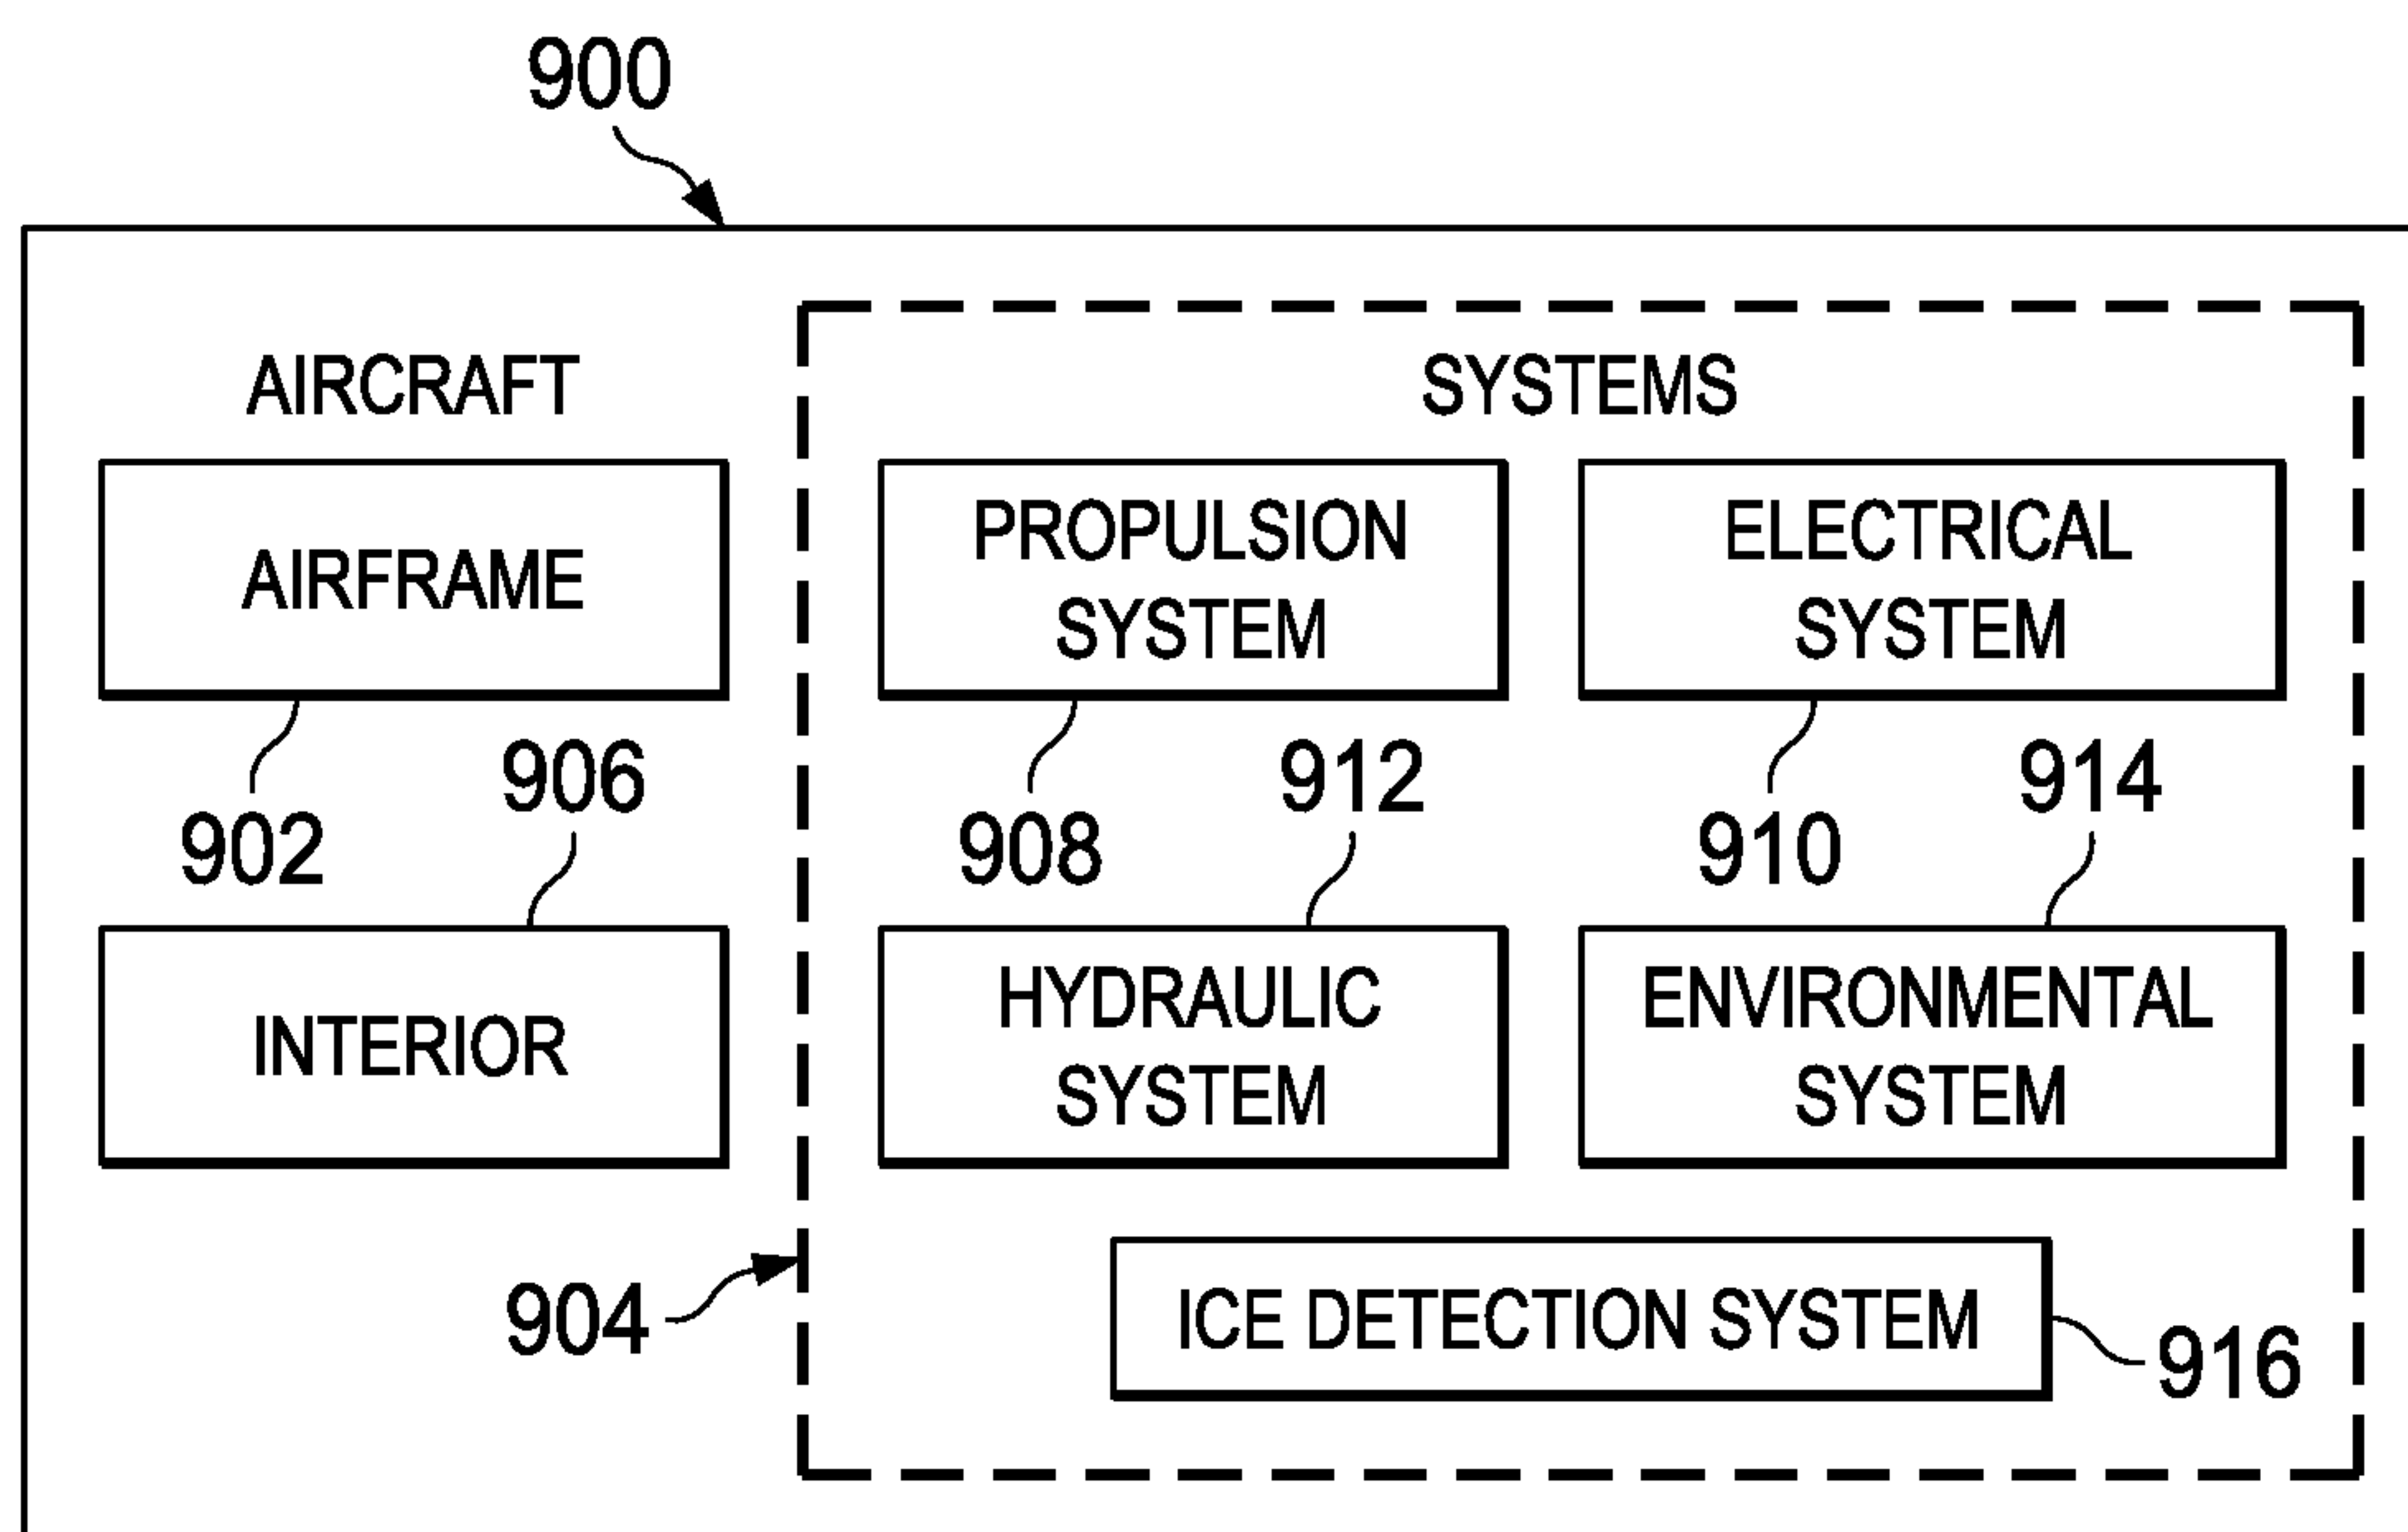 900
AIRCRAFT
SYSTEMS
AIRFRAME
PROPULSION
SYSTEM
ELECTRICAL
SYSTEM
902
906
908
912
910
914
INTERIOR
HYDRAULIC
SYSTEM
ENVIRONMENTAL
SYSTEM
904
ICE DETECTION SYSTEM
916